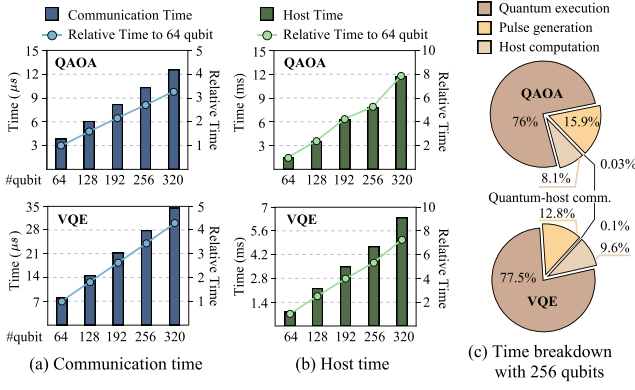 Communication Time
Relative Time to 64 qubit
QAOA
Time (μs)
15
12
9
6
3
5
4
3
2
1
Relative Time
#qubit 64 128 192 256 320
VQE
Time (μs)
35
28
21
14
7
5
4
3
2
1
Relative Time
#qubit 64 128 192 256 320
(a) Communication time
Host Time
Relative Time to 64 qubit
QAOA
Time (ms)
15
12
9
6
3
10
8
6
4
2
Relative Time
64 128 192 256 320
VQE
Time (ms)
7
5.6
4.2
2.8
1.4
10
8
6
4
2
Relative Time
64 128 192 256 320
(b) Host time
Quantum execution
Pulse generation
Host computation
QAOA
76%
15.9%
8.1%
0.03%
Quantum-host comm.
12.8%
0.1%
9.6%
77.5%
VQE
(c) Time breakdown
with 256 qubits